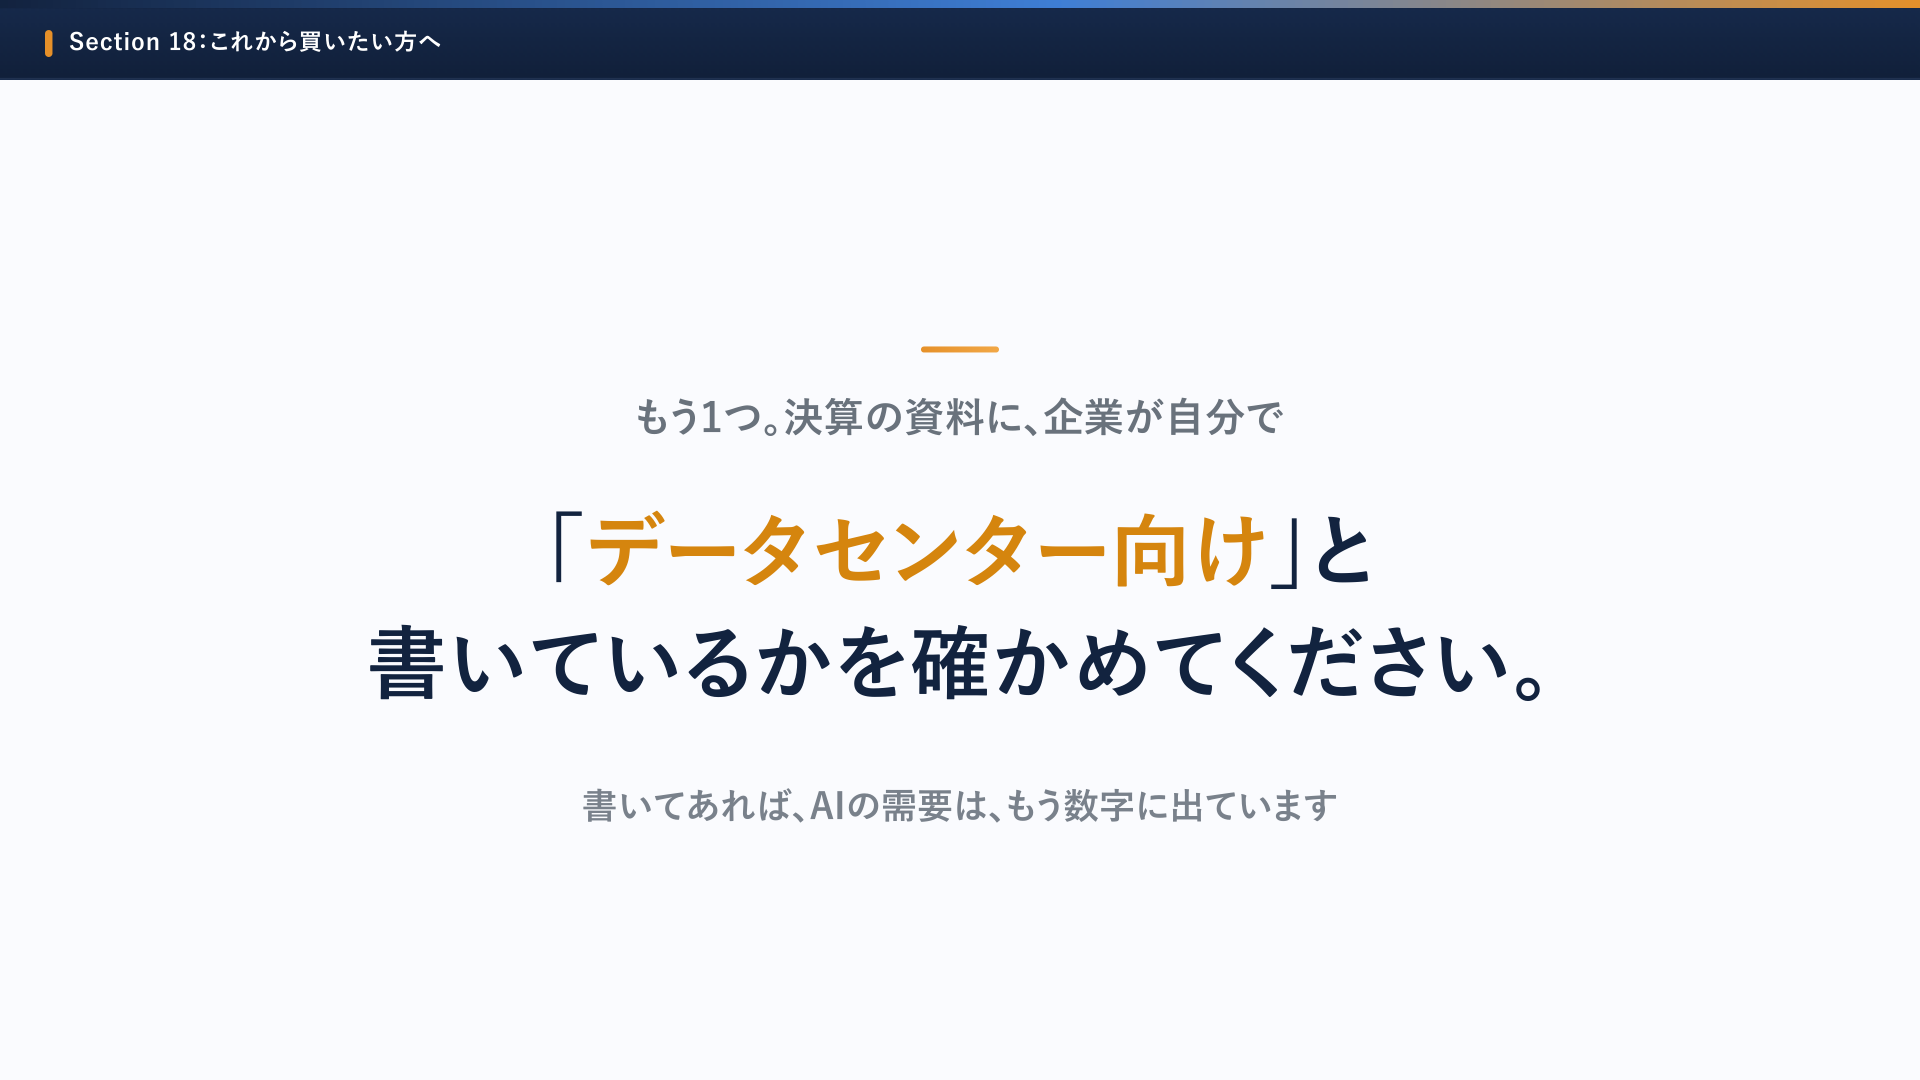 Section 18：これから買いたい方へ
もう1つ。決算の資料に、企業が自分で
「データセンター向け」と
書いているかを確かめてください。
書いてあれば、AIの需要は、もう数字に出ています